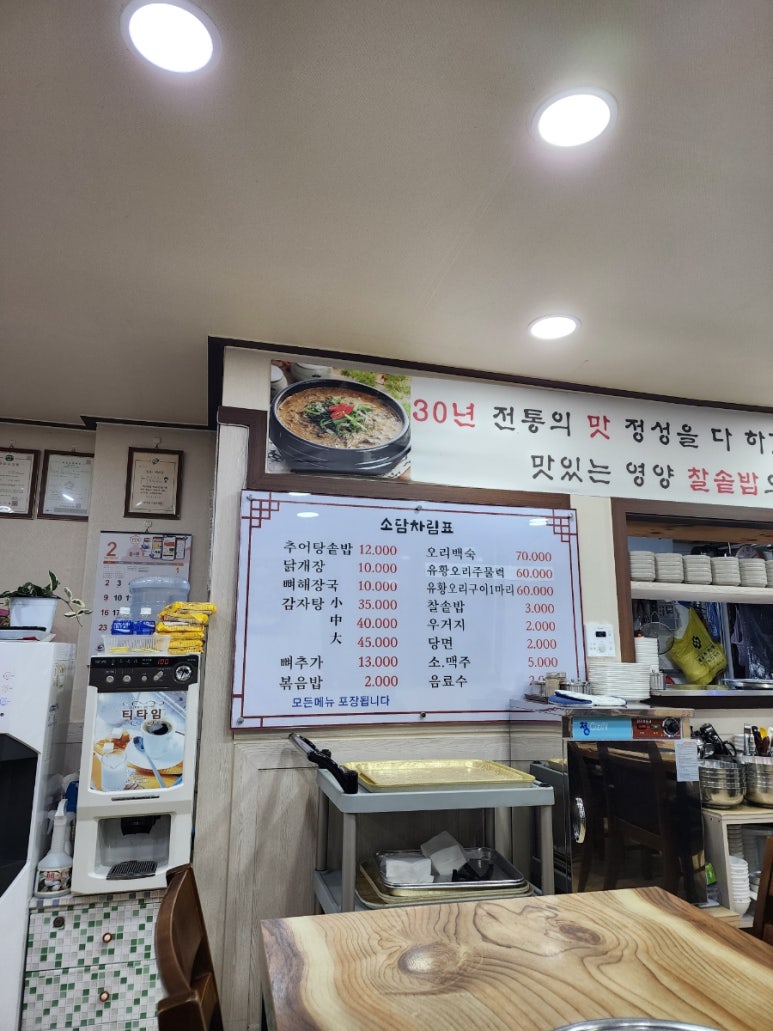 30년 전통의 맛 정성을 다 하
맛있는 영양 찰솥밥
소담차림표
추어탕솥밥 12.000
닭개장 10.000
뼈해장국 10.000
감자탕 小 35.000
中 40.000
大 45.000
뼈추가 13.000
볶음밥 2.000
모든메뉴 포장됩니다
오리백숙 70.000
유황오리주물럭 60.000
유황오리구이1마리 60.000
찰솥밥 3.000
우거지 2.000
당면 2.000
소.맥주 5.000
음료수
2
티타임